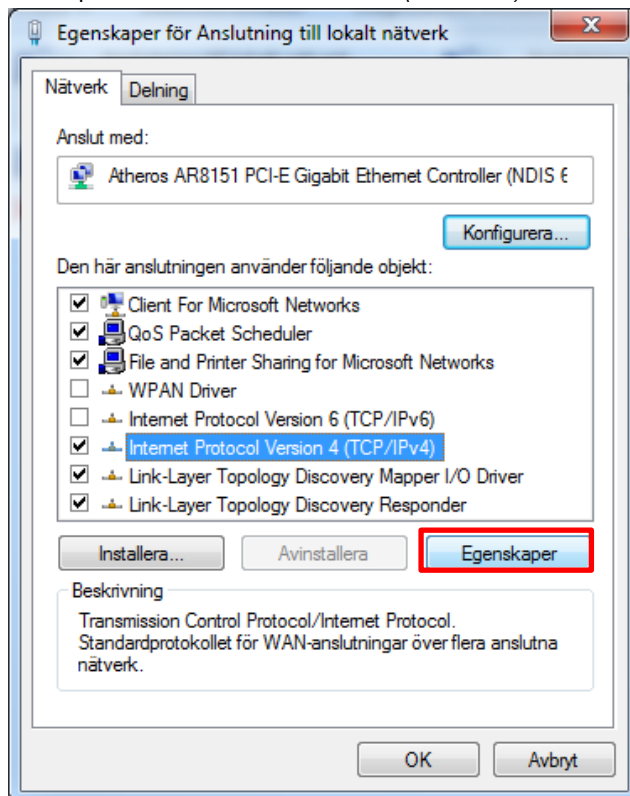 Egenskaper för Anslutning till lokalt nätverk
Nätverk Delning
Anslut med:
Atheros AR8151 PCI-E Gigabit Ethernet Controller (NDIS 6
Konfigurera...
Den här anslutningen använder följande objekt:
Client For Microsoft Networks
QoS Packet Scheduler
File and Printer Sharing for Microsoft Networks
WPAN Driver
Internet Protocol Version 6 (TCP/IPv6)
Internet Protocol Version 4 (TCP/IPv4)
Link-Layer Topology Discovery Mapper I/O Driver
Link-Layer Topology Discovery Responder
Installera... Avinstallera Egenskaper
Beskrivning
Transmission Control Protocol/Internet Protocol.
Standardprotokollet för WAN-anslutningar över flera anslutna
nätverk.
OK Avbryt